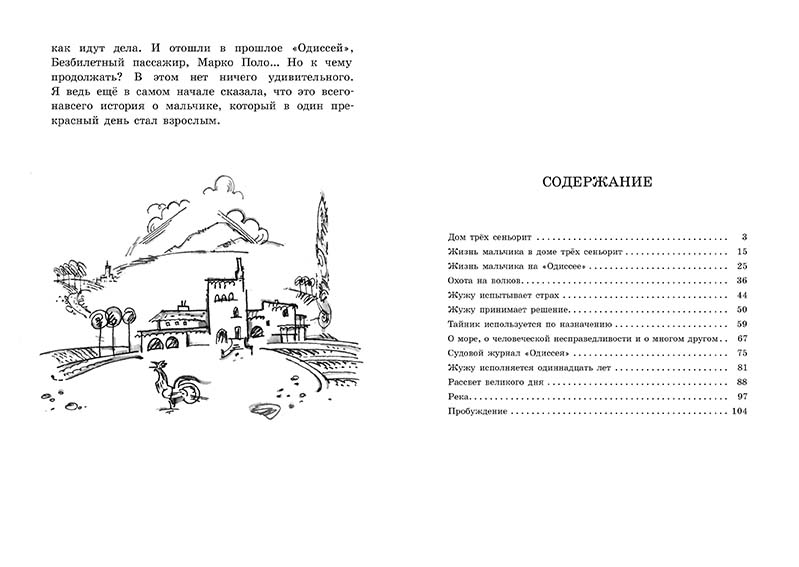 как идут дела. И отошли в прошлое «Одиссей»,
Безбилетный пассажир, Марко Поло... Но к чему
продолжать? В этом нет ничего удивительного.
Я ведь ещё в самом начале сказала, что это всего-
навсего история о мальчике, который в один пре-
красный день стал взрослым.
СОДЕРЖАНИЕ
Дом трёх сеньорит . . . . . . . . . . . . . . . . . . . . . . . . . . . . . . . . . 3
Жизнь мальчика в доме трёх сеньорит . . . . . . . . . . . . . . . . . . 15
Жизнь мальчика на «Одиссее» . . . . . . . . . . . . . . . . . . . . . . . . 25
Охота на волков. . . . . . . . . . . . . . . . . . . . . . . . . . . . . . . . . . . 36
Жужу испытывает страх . . . . . . . . . . . . . . . . . . . . . . . . . . . . . 44
Жужу принимает решение. . . . . . . . . . . . . . . . . . . . . . . . . . . . 50
Тайник используется по назначению . . . . . . . . . . . . . . . . . . . . 59
О море, о человеческой несправедливости и о многом другом. . 67
Судовой журнал «Одиссея» . . . . . . . . . . . . . . . . . . . . . . . . . . . 75
Жужу исполняется одиннадцать лет . . . . . . . . . . . . . . . . . . . . 81
Рассвет великого дня . . . . . . . . . . . . . . . . . . . . . . . . . . . . . . . 88
Река. . . . . . . . . . . . . . . . . . . . . . . . . . . . . . . . . . . . . . . . . . . . 97
Пробуждение . . . . . . . . . . . . . . . . . . . . . . . . . . . . . . . . . . . . . 104